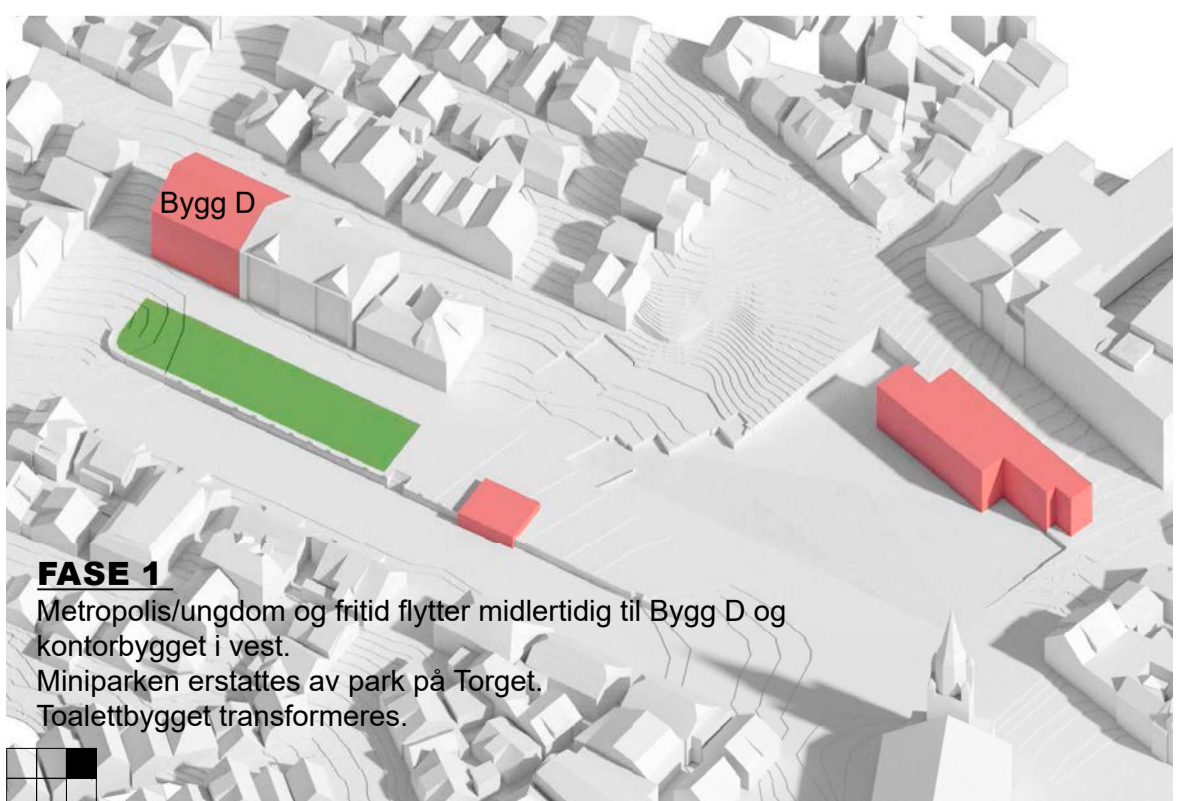 Bygg D
FASE 1
Metropolis/ungdom og fritid flytter midlertidig til Bygg D og
kontorbygget i vest.
Miniparken erstattes av park på Torget.
Toalettbygget transformeres.